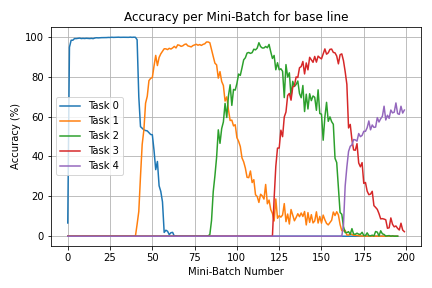 Accuracy per Mini-Batch for base line
Accuracy (%)
100
80
60
40
20
0
Task 0
Task 1
Task 2
Task 3
Task 4
0 25 50 75 100 125 150 175 200
Mini-Batch Number